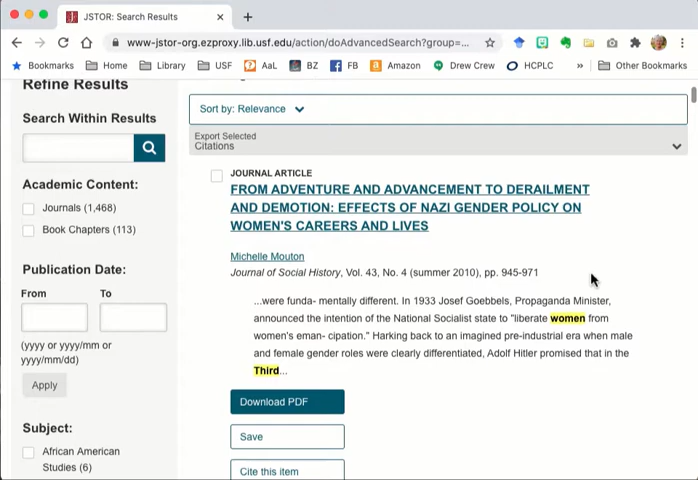 JSTOR: Search Results
www-jstor-org.ezproxy.lib.usf.edu/action/doAdvancedSearch?group=...
Bookmarks Home Library USF AaL BZ FB Amazon Drew Crew HCPLC » Other Bookmarks
Refine Results
Search Within Results
Academic Content:
Journals (1,468)
Book Chapters (113)
Publication Date:
From To
(yyyy or yyyy/mm or
yyyy/mm/dd)
Apply
Subject:
African American
Studies (6)
Sort by: Relevance
Export Selected
Citations
JOURNAL ARTICLE
FROM ADVENTURE AND ADVANCEMENT TO DERAILMENT
AND DEMOTION: EFFECTS OF NAZI GENDER POLICY ON
WOMEN'S CAREERS AND LIVES
Michelle Mouton
Journal of Social History, Vol. 43, No. 4 (summer 2010), pp. 945-971
...were funda- mentally different. In 1933 Josef Goebbels, Propaganda Minister,
announced the intention of the National Socialist state to "liberate women from
women's eman- cipation." Harking back to an imagined pre-industrial era when male
and female gender roles were clearly differentiated, Adolf Hitler promised that in the
Third...
Download PDF
Save
Cite this item